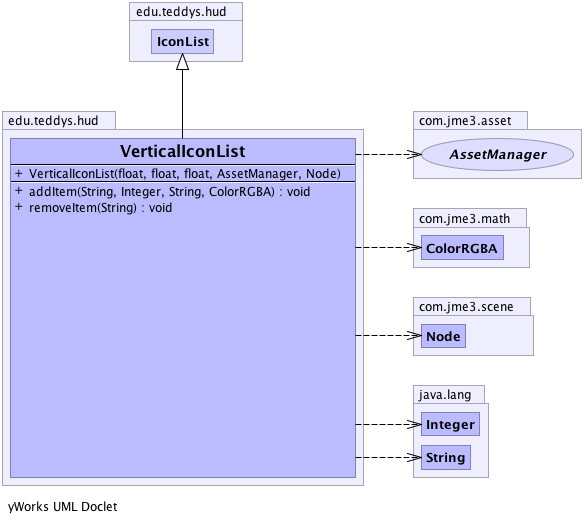 edu.teddys.hud
IconList
edu.teddys.hud
VerticalIconList
+ VerticalIconList(float, float, float, AssetManager, Node)
+ addItem(String, Integer, String, ColorRGBA) : void
+ removeItem(String) : void
com.jme3.asset
AssetManager
com.jme3.math
ColorRGBA
com.jme3.scene
Node
java.lang
Integer
String
yWorks UML Doclet